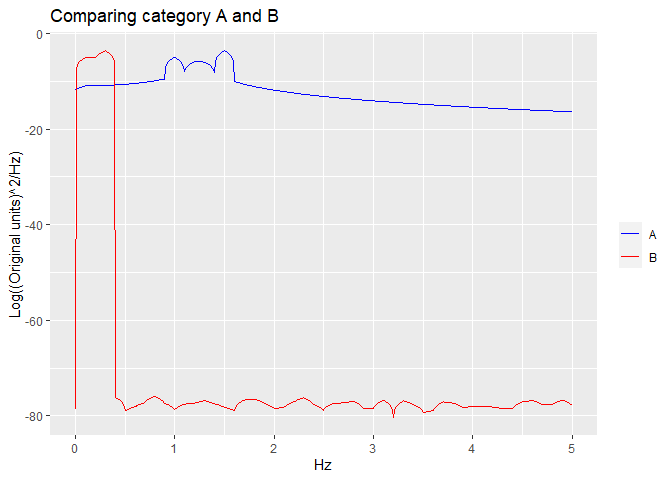 Comparing category A and B
Log((Original units)^2/Hz)
0
-20
-40
-60
-80
0
1
2
3
4
5
Hz
A
B